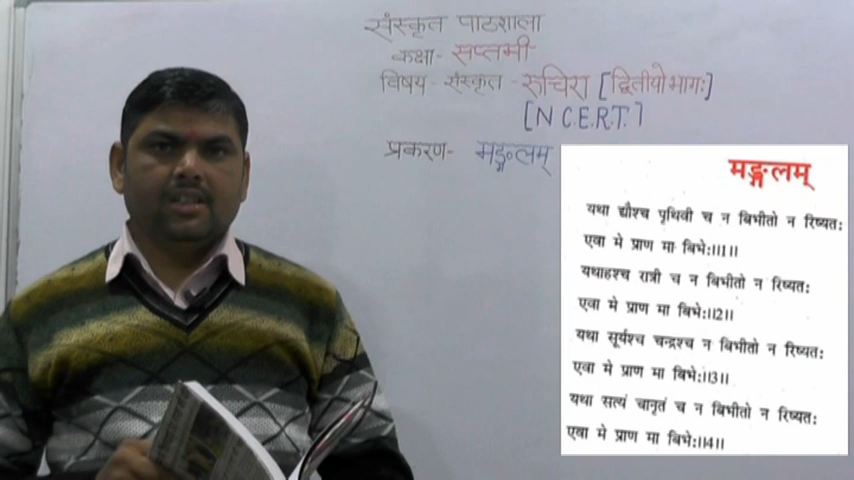 संस्कृत पाठशाला
कक्षा- सप्तमी
विषय - संस्कृत - रुचिरा [द्वितीयोभागः]
[N C.E.R.T.]
प्रकरण- मङ्गलम्
मङ्गलम्
यथा द्यौश्च पृथिवी च न बिभीतो न रिष्यतः
एवा मे प्राण मा बिभेः॥1॥
यथाहश्च रात्री च न बिभीतो न रिष्यतः
एवा मे प्राण मा बिभेः॥2॥
यथा सूर्यश्च चन्द्रश्च न बिभीतो न रिष्यतः
एवा मे प्राण मा बिभेः॥3॥
यथा सत्यं चानृतं च न बिभीतो न रिष्यतः
एवा मे प्राण मा बिभेः॥4॥